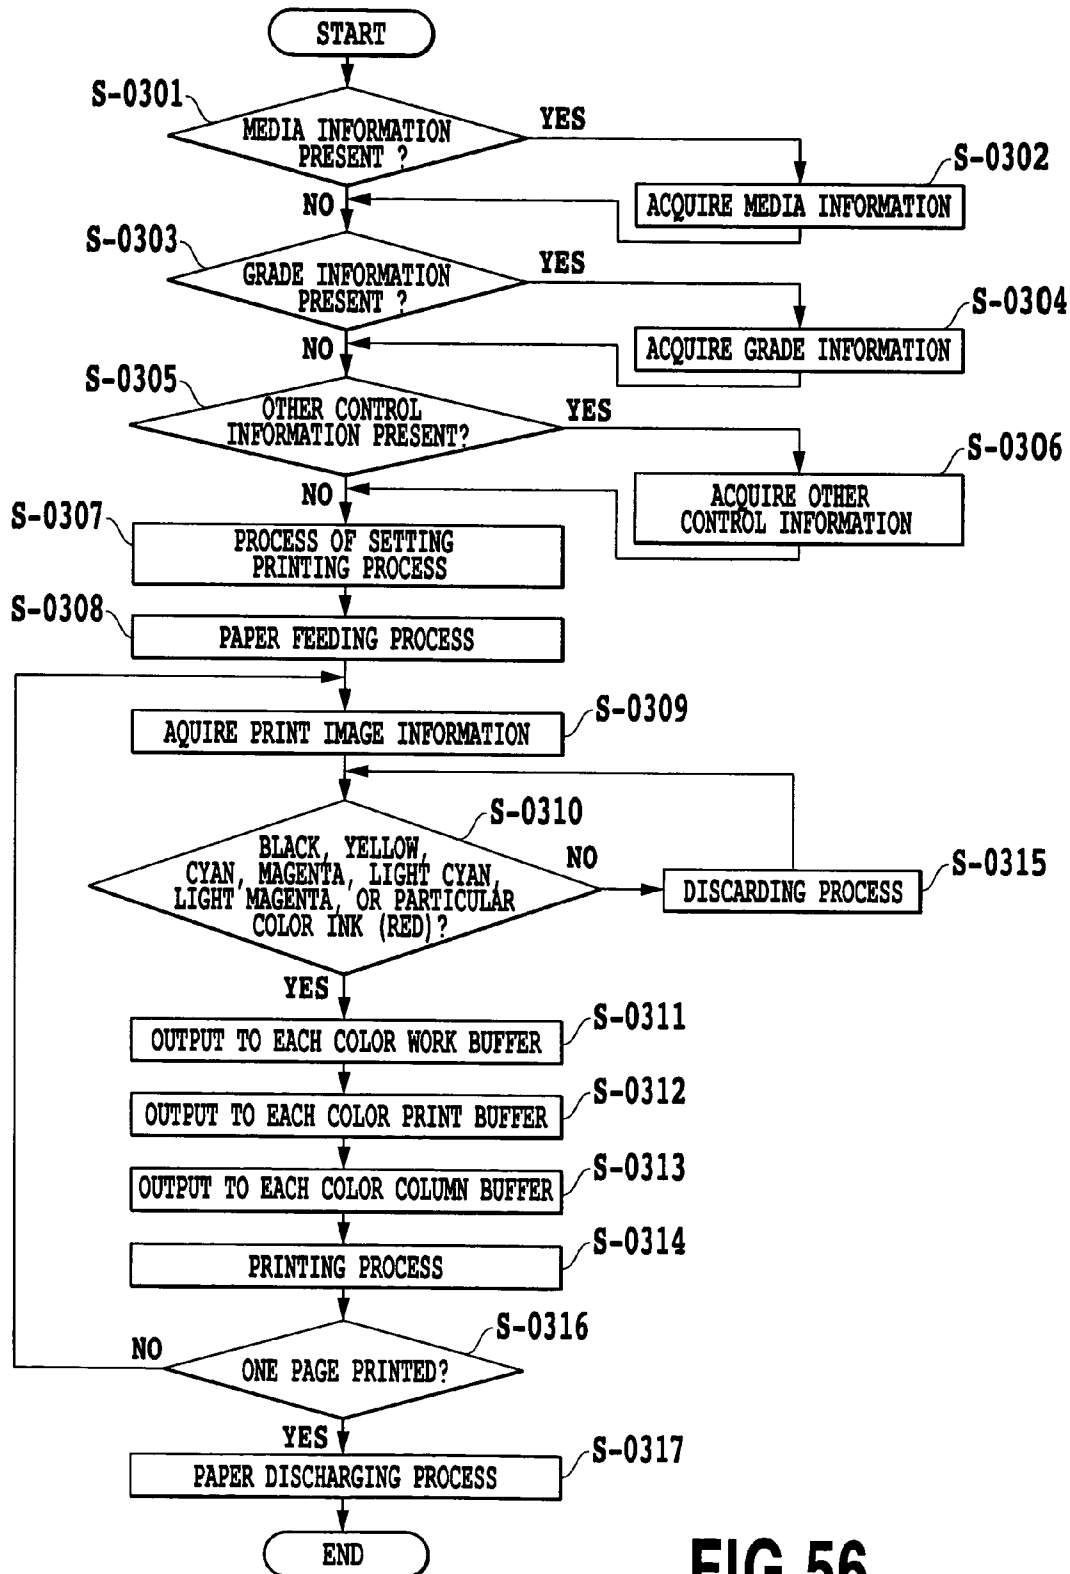 START
S-0301
MEDIA INFORMATION
PRESENT ?
YES
S-0302
ACQUIRE MEDIA INFORMATION
NO
S-0303
GRADE INFORMATION
PRESENT ?
YES
S-0304
ACQUIRE GRADE INFORMATION
NO
S-0305
OTHER CONTROL
INFORMATION PRESENT?
YES
S-0306
ACQUIRE OTHER
CONTROL INFORMATION
NO
S-0307
PROCESS OF SETTING
PRINTING PROCESS
S-0308
PAPER FEEDING PROCESS
S-0309
AQUIRE PRINT IMAGE INFORMATION
S-0310
BLACK, YELLOW,
CYAN, MAGENTA, LIGHT CYAN,
LIGHT MAGENTA, OR PARTICULAR
COLOR INK (RED)?
NO
S-0315
DISCARDING PROCESS
YES
S-0311
OUTPUT TO EACH COLOR WORK BUFFER
S-0312
OUTPUT TO EACH COLOR PRINT BUFFER
S-0313
OUTPUT TO EACH COLOR COLUMN BUFFER
S-0314
PRINTING PROCESS
S-0316
NO
ONE PAGE PRINTED?
YES
S-0317
PAPER DISCHARGING PROCESS
END
FIG.56